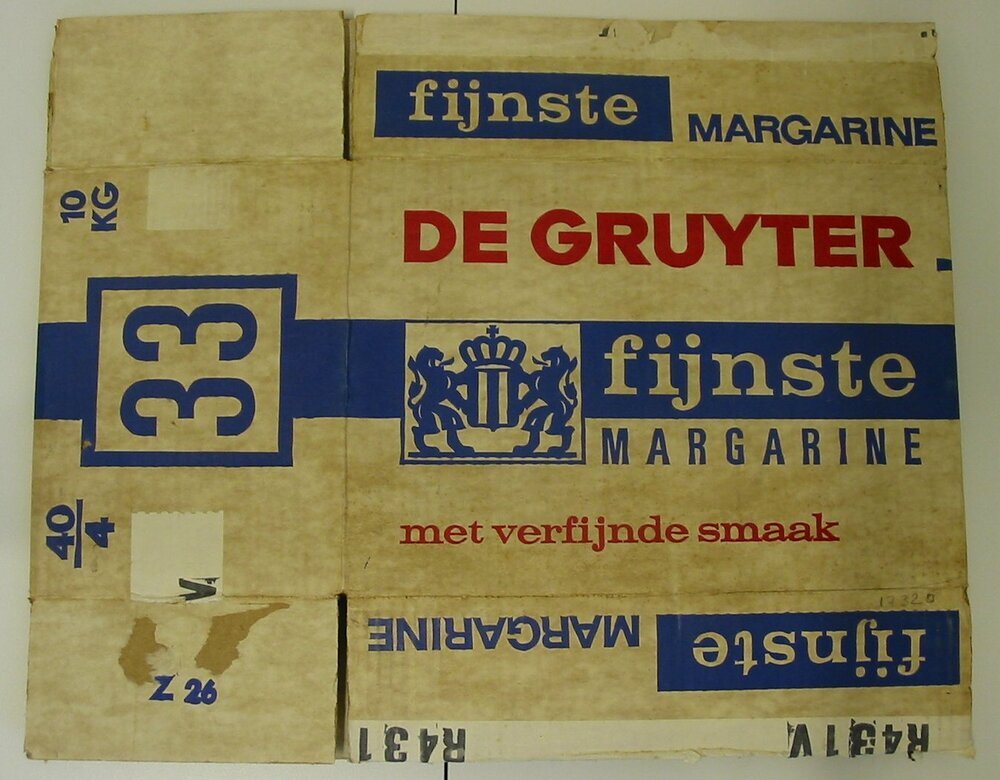 fijnste MARGARINE
10
KG
DE GRUYTER
33
fijnste
MARGARINE
40
4
met verfijnde smaak
V
17320
fijnste MARGARINE
Z 26
R431V R431